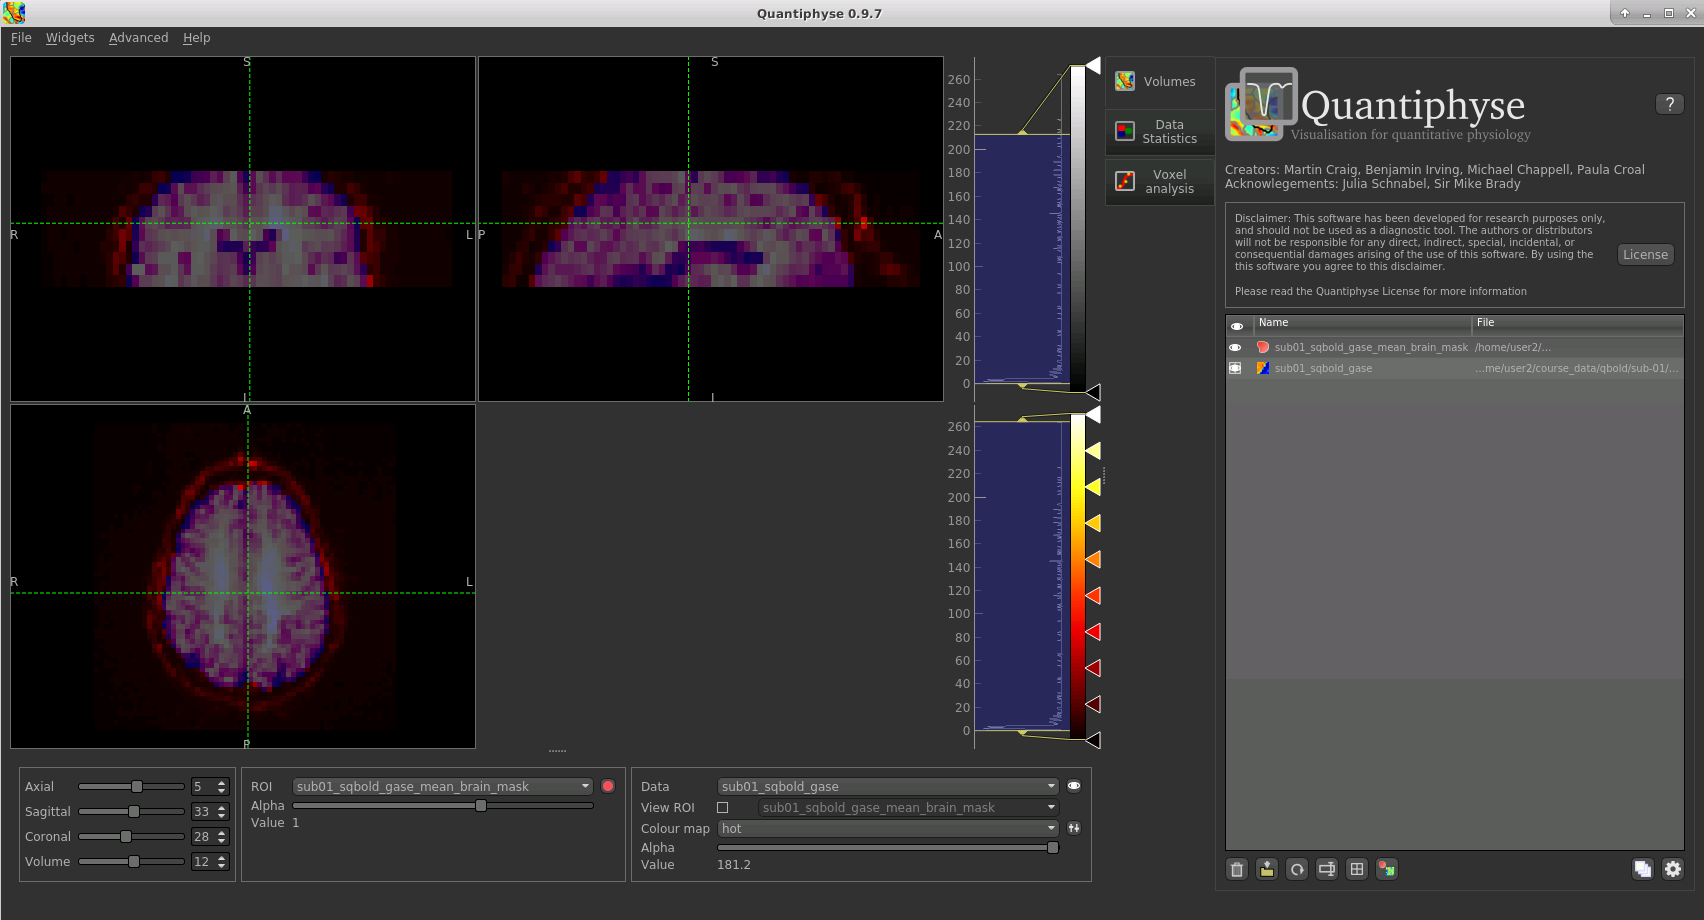 Quantiphyse 0.9.7
File Widgets Advanced Help
S
R
L
I
S
P
A
I
A
R
L
P
260
240
220
200
180
160
140
120
100
80
60
40
20
0
260
240
220
200
180
160
140
120
100
80
60
40
20
0
Volumes
Data
Statistics
Voxel
analysis
Quantiphyse
Visualisation for quantitative physiology
?
Creators: Martin Craig, Benjamin Irving, Michael Chappell, Paula Croal
Acknowlegements: Julia Schnabel, Sir Mike Brady
Disclaimer: This software has been developed for research purposes only,
and should not be used as a diagnostic tool. The authors or distributors
will not be responsible for any direct, indirect, special, incidental, or
consequential damages arising of the use of this software. By using the
this software you agree to this disclaimer.
Please read the Quantiphyse License for more information
License
Name File
sub01_sqbold_gase_mean_brain_mask /home/user2/...
sub01_sqbold_gase ...me/user2/course_data/qbold/sub-01/...
Axial 5
Sagittal 33
Coronal 28
Volume 12
ROI sub01_sqbold_gase_mean_brain_mask
Alpha
Value 1
Data sub01_sqbold_gase
View ROI sub01_sqbold_gase_mean_brain_mask
Colour map hot
Alpha
Value 181.2